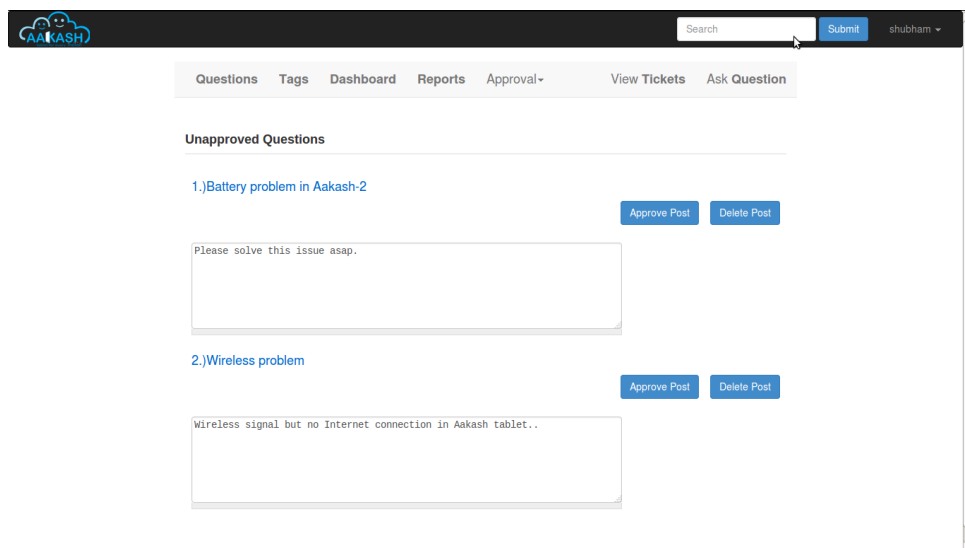 AAKASH
Search
Submit
shubham
Questions Tags Dashboard Reports Approval View Tickets Ask Question
Unapproved Questions
1.)Battery problem in Aakash-2
Approve Post Delete Post
Please solve this issue asap.
2.)Wireless problem
Approve Post Delete Post
Wireless signal but no Internet connection in Aakash tablet..